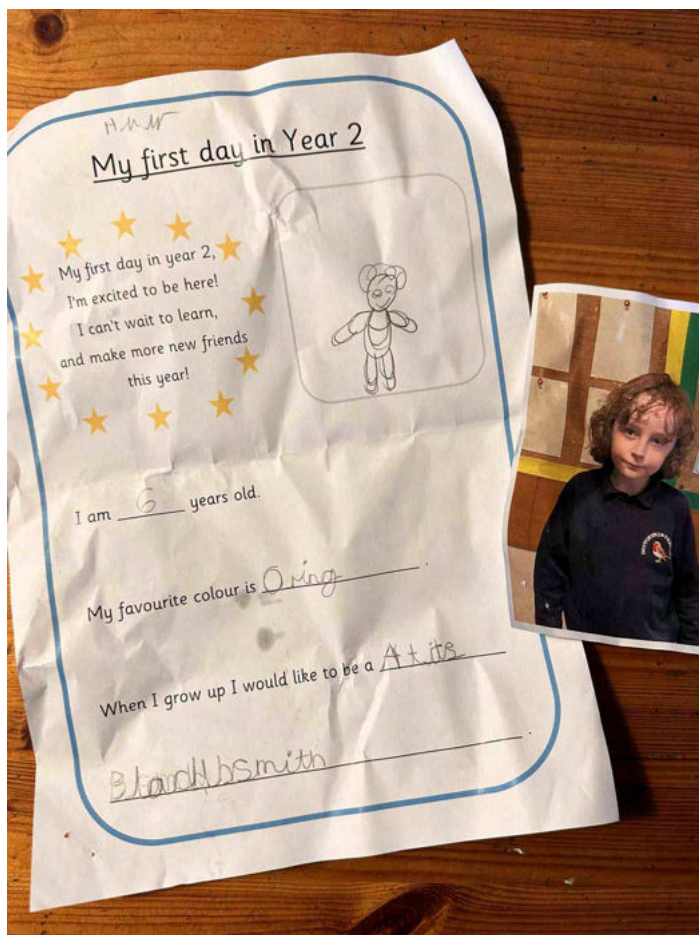 My first day in Year 2
My first day in year 2,
I'm excited to be here!
I can't wait to learn,
and make more new friends
this year!
I am 6 years old.
My favourite colour is Oring.
When I grow up I would like to be a Atits
Blandhbsmith.